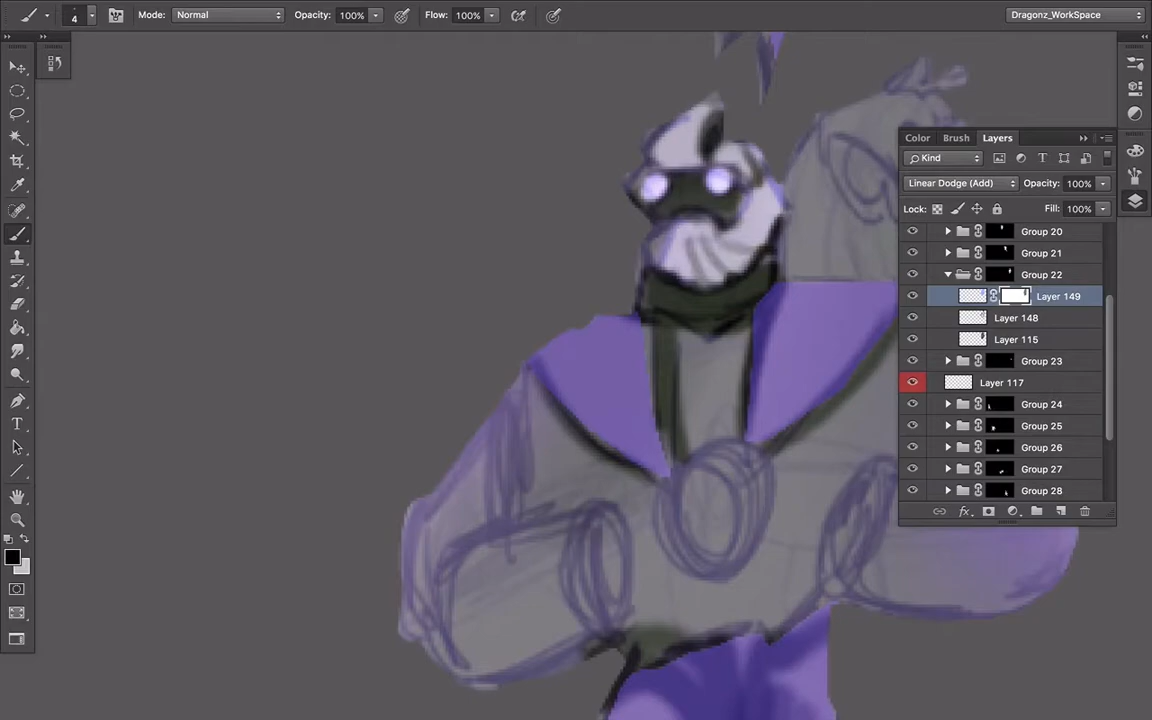 4 Mode: Normal Opacity: 100% Flow: 100% Dragonz_WorkSpace
Color Brush Layers
Kind
Linear Dodge (Add) Opacity: 100%
Lock: Fill: 100%
Group 20
Group 21
Group 22
Layer 149
Layer 148
Layer 115
Group 23
Layer 117
Group 24
Group 25
Group 26
Group 27
Group 28
fx
T